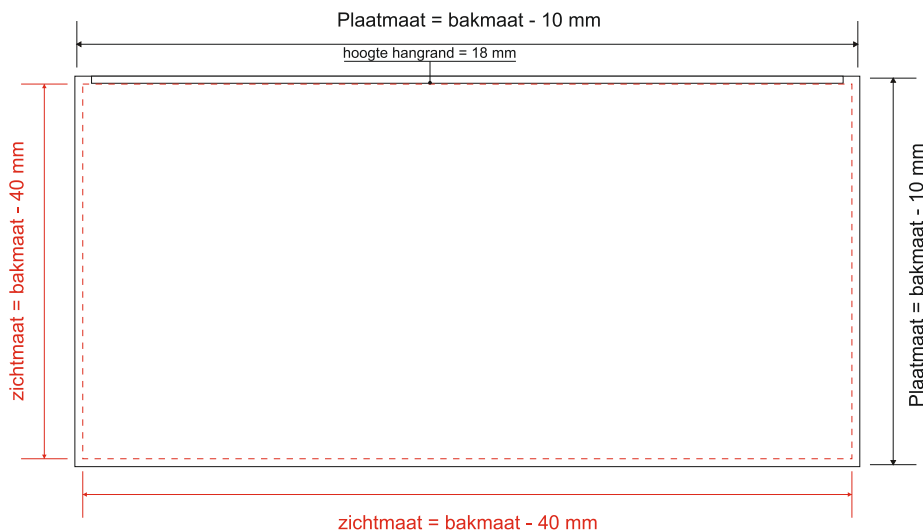 Plaatmaat = bakmaat - 10 mm
hoogte hangrand = 18 mm
zichtmaat = bakmaat - 40 mm
Plaatmaat = bakmaat - 10 mm
zichtmaat = bakmaat - 40 mm